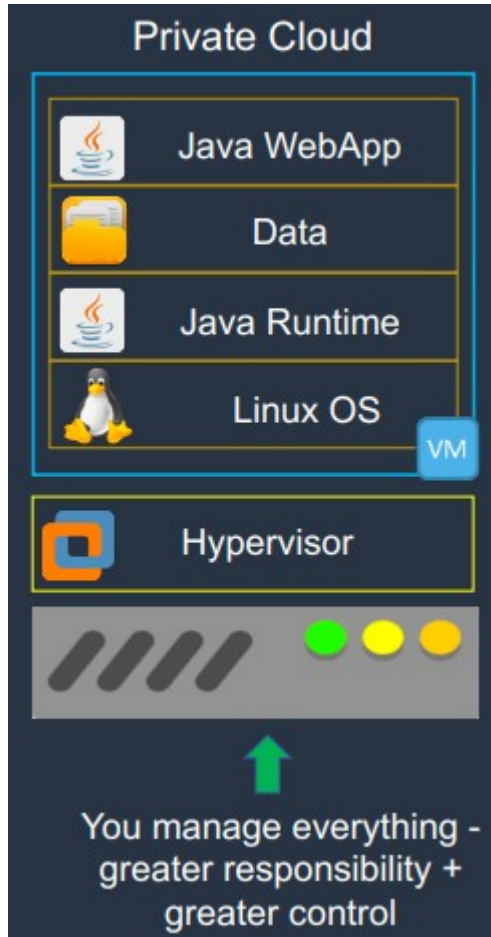 Private Cloud
Java WebApp
Data
Java Runtime
Linux OS
VM
Hypervisor
You manage everything -
greater responsibility +
greater control